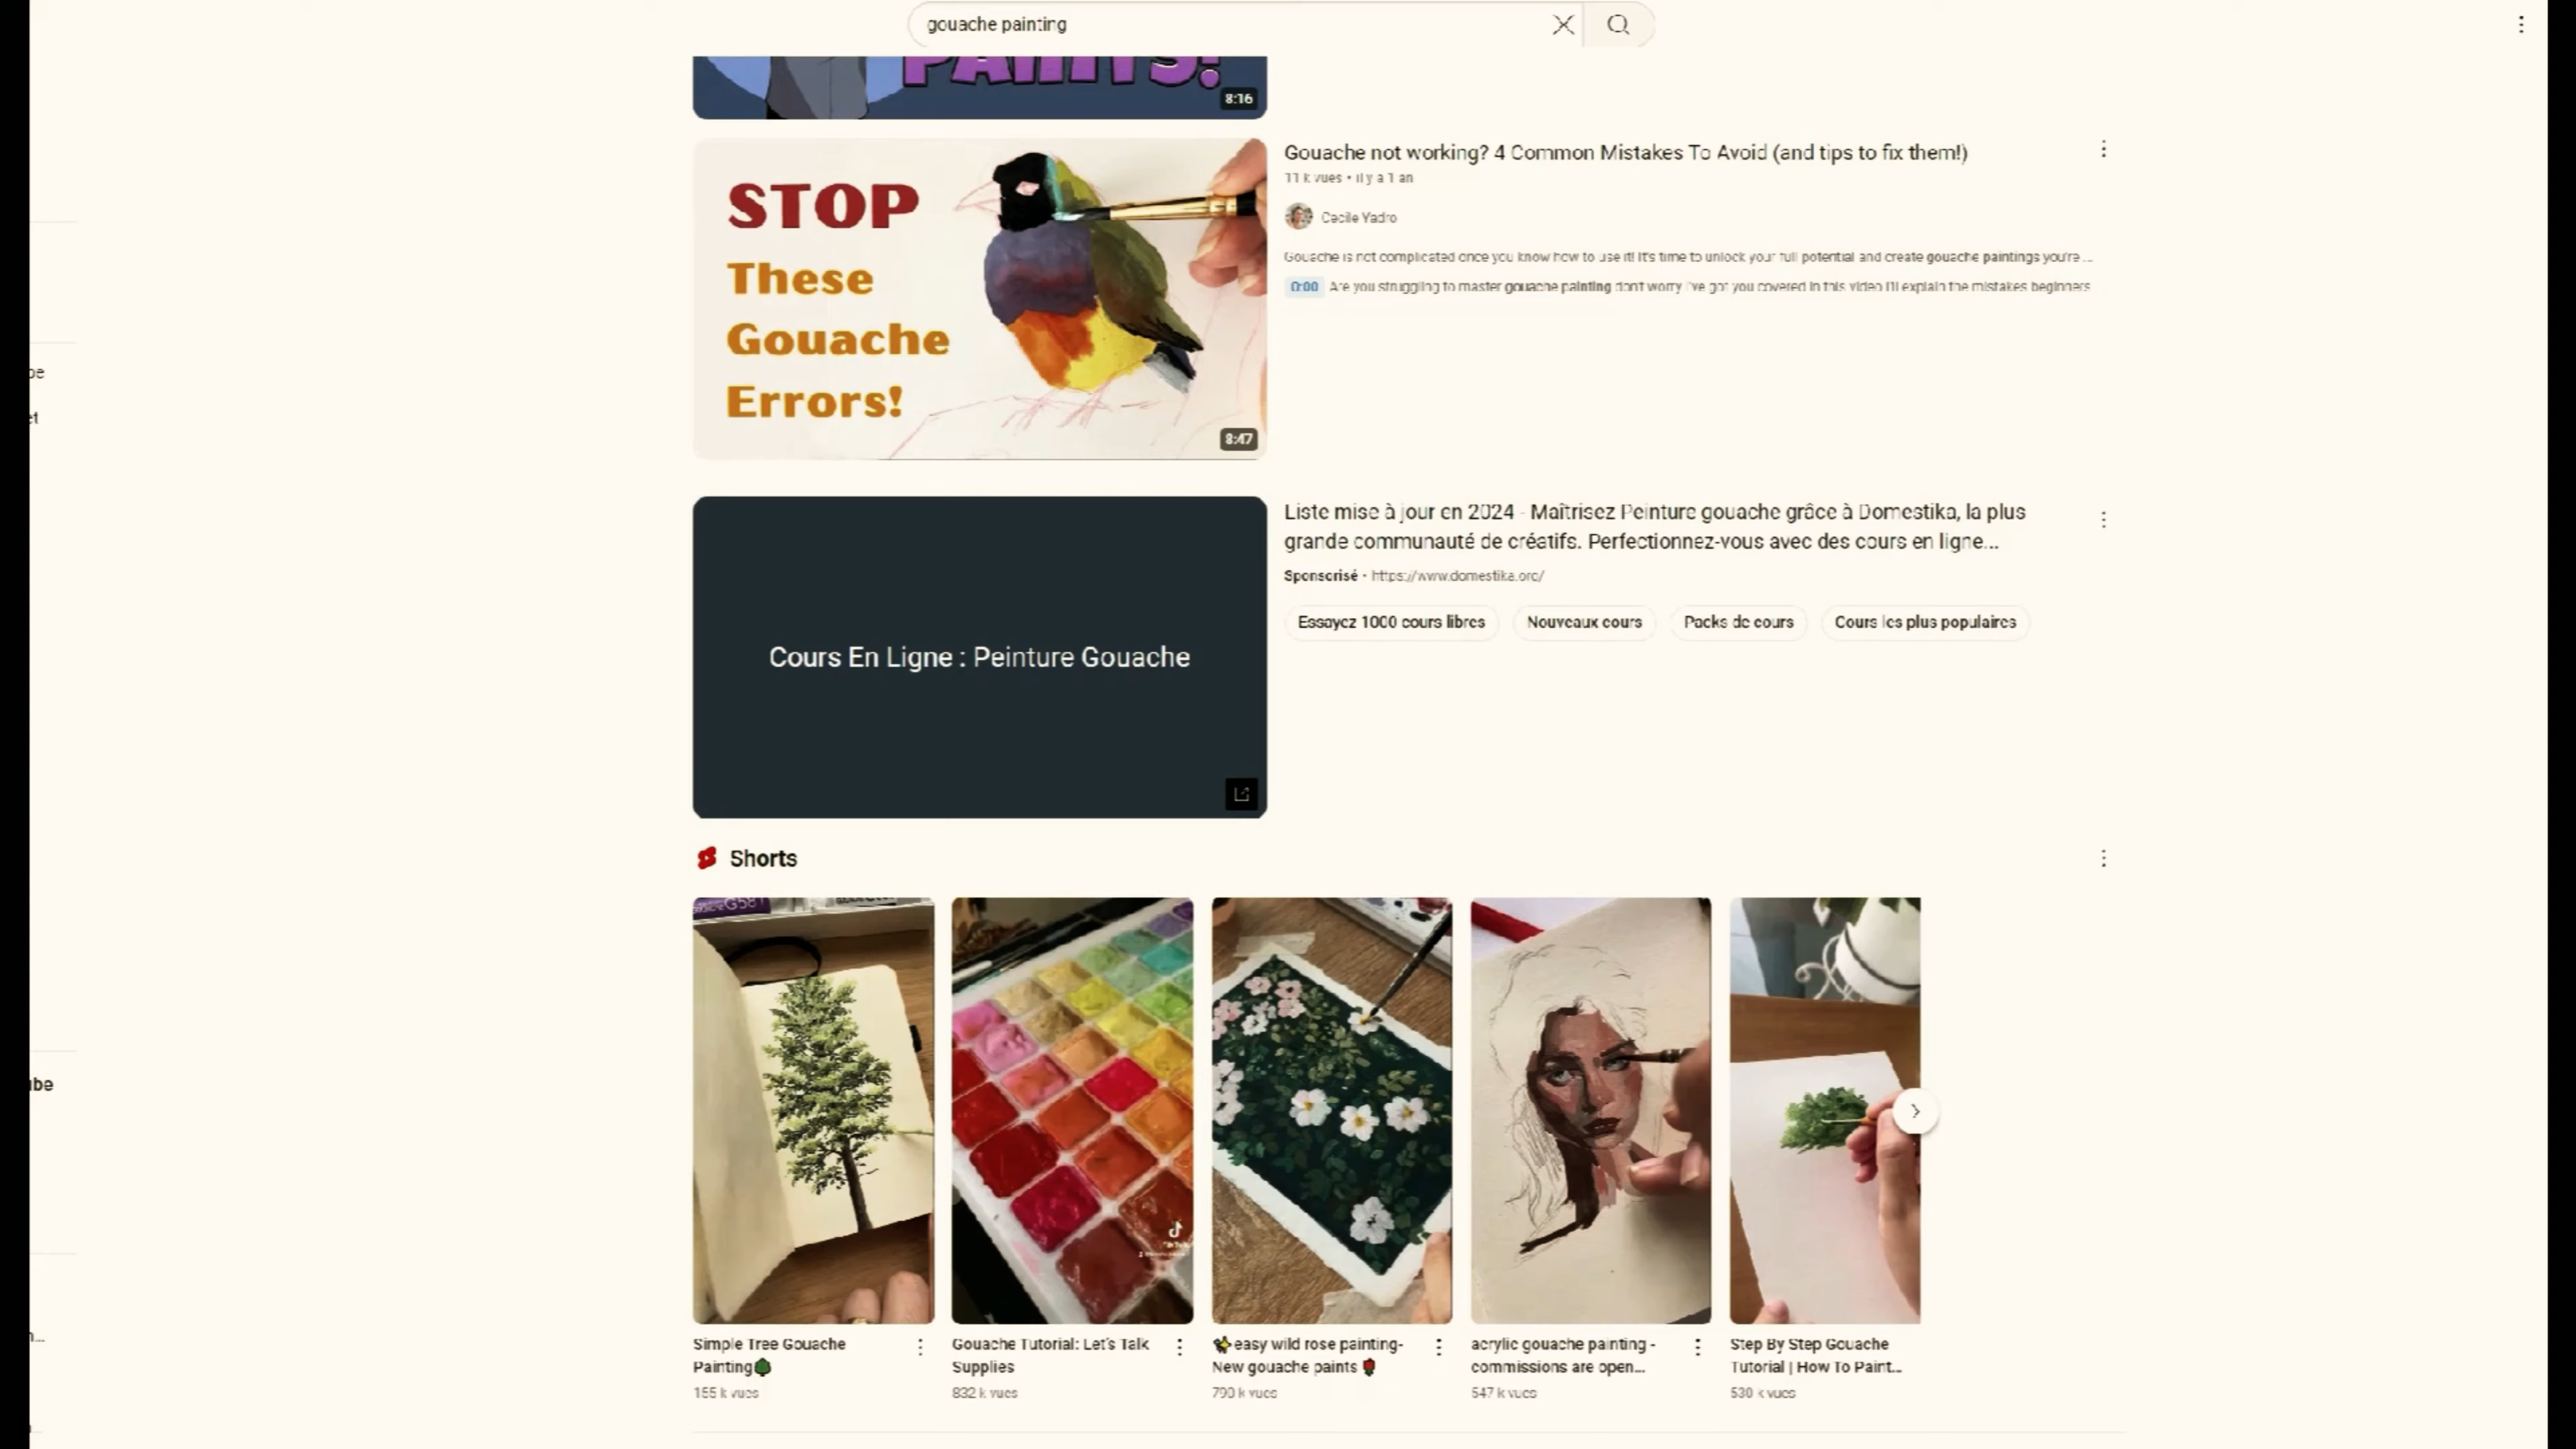 gouache painting
PAINTS!
8:16
STOP
These
Gouache
Errors!
8:47
Gouache not working? 4 Common Mistakes To Avoid (and tips to fix them!)
11 k vues • il y a 1 an
Cecile Yadro
Gouache is not complicated once you know how to use it! It's time to unlock your full potential and create gouache paintings you're ...
0:00 Are you struggling to master gouache painting don't worry I've got you covered in this video I'll explain the mistakes beginners
Cours En Ligne : Peinture Gouache
Liste mise à jour en 2024 - Maîtrisez Peinture gouache grâce à Domestika, la plus
grande communauté de créatifs. Perfectionnez-vous avec des cours en ligne...
Sponsorisé • https://www.domestika.org/
Essayez 1000 cours libres Nouveaux cours Packs de cours Cours les plus populaires
Shorts
Simple Tree Gouache
Painting🌳
155 k vues
Gouache Tutorial: Let's Talk
Supplies
832 k vues
easy wild rose painting-
New gouache paints 🌹
790 k vues
acrylic gouache painting -
commissions are open...
547 k vues
Step By Step Gouache
Tutorial | How To Paint...
530 k vues